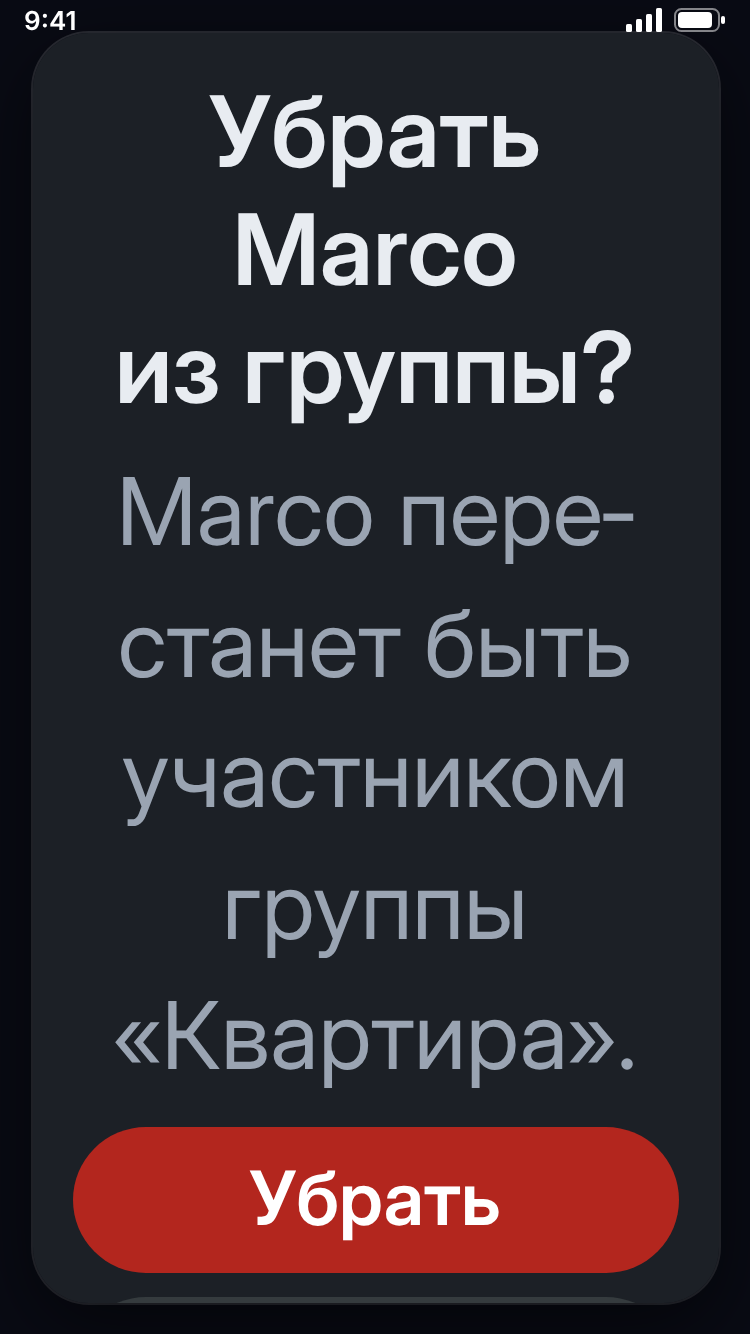 9:41
Убрать
Marco
из группы?
Marco пере-
станет быть
участником
группы
«Квартира».
Убрать